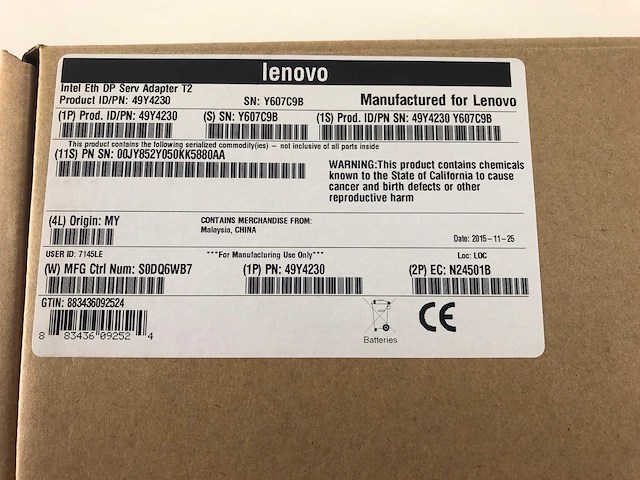 lenovo
Intel Eth DP Serv Adapter T2
Product ID/PN: 49Y4230 SN: Y607C9B Manufactured for Lenovo
(1P) Prod. ID/PN: 49Y4230 (S) SN: Y607C9B (1S) Prod. ID/PN SN: 49Y4230 Y607C9B
This product contains the following serialized commodity(ies) – not inclusive of all parts inside
(11S) PN SN: 00JY852Y050KK5880AA
WARNING:This product contains chemicals
known to the State of California to cause
cancer and birth defects or other
reproductive harm
(4L) Origin: MY CONTAINS MERCHANDISE FROM:
Malaysia, CHINA
Date: 2015-11-25
USER ID: 7145LE ***For Manufacturing Use Only*** Loc: LOC
(W) MFG Ctrl Num: S0DQ6WB7 (1P) PN: 49Y4230 (2P) EC: N24501B
GTIN: 883436092524
8 83436 09252 4
Batteries
CE